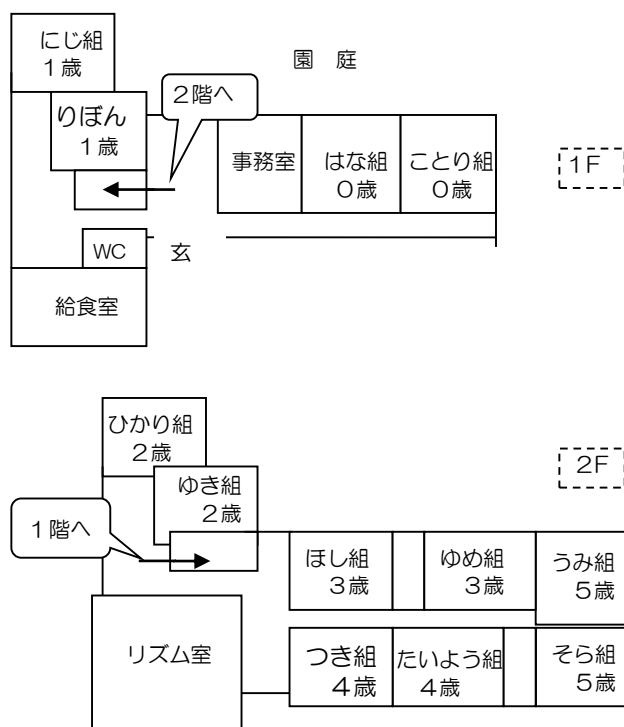 にじ組
1歳
園　庭
2階へ
りぼん
1歳
事務室
はな組
0歳
ことり組
0歳
1F
WC
玄
給食室
ひかり組
2歳
2F
ゆき組
2歳
1階へ
ほし組
3歳
ゆめ組
3歳
うみ組
5歳
リズム室
つき組
4歳
たいよう組
4歳
そら組
5歳